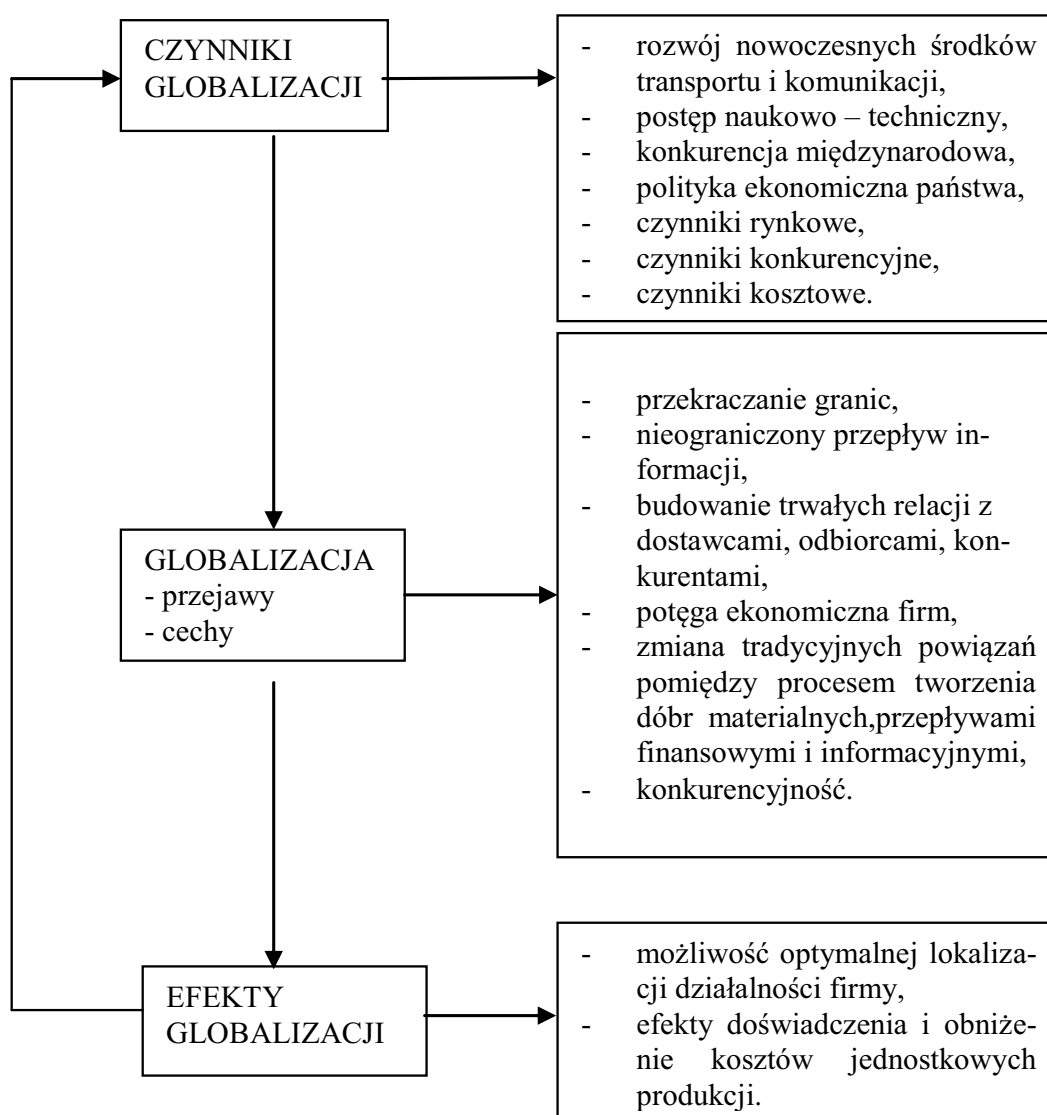 CZYNNIKI
GLOBALIZACJI
- rozwój nowoczesnych środków
transportu i komunikacji,
- postęp naukowo – techniczny,
- konkurencja międzynarodowa,
- polityka ekonomiczna państwa,
- czynniki rynkowe,
- czynniki konkurencyjne,
- czynniki kosztowe.
GLOBALIZACJA
- przejawy
- cechy
- przekraczanie granic,
- nieograniczony przepływ in-
formacji,
- budowanie trwałych relacji z
dostawcami, odbiorcami, kon-
kurentami,
- potęga ekonomiczna firm,
- zmiana tradycyjnych powiązań
pomiędzy procesem tworzenia
dóbr materialnych,przepływami
finansowymi i informacyjnymi,
- konkurencyjność.
EFEKTY
GLOBALIZACJI
- możliwość optymalnej lokaliza-
cji działalności firmy,
- efekty doświadczenia i obniże-
nie kosztów jednostkowych
produkcji.